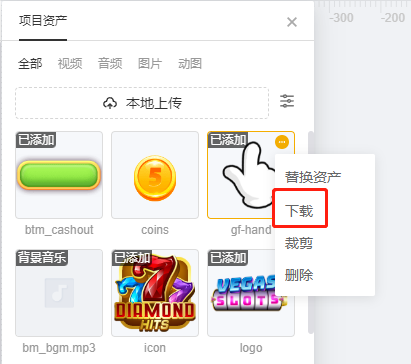 项目资产
-300
-200
全部 视频 音频 图片 动图
本地上传
已添加
已添加
5
btm_cashout
coins
gf-hand
替换资产
下载
裁剪
删除
背景音乐
已添加
已添加
777
DIAMOND
HITS
VEGAS
SLOTS
bm_bgm.mp3
icon
logo